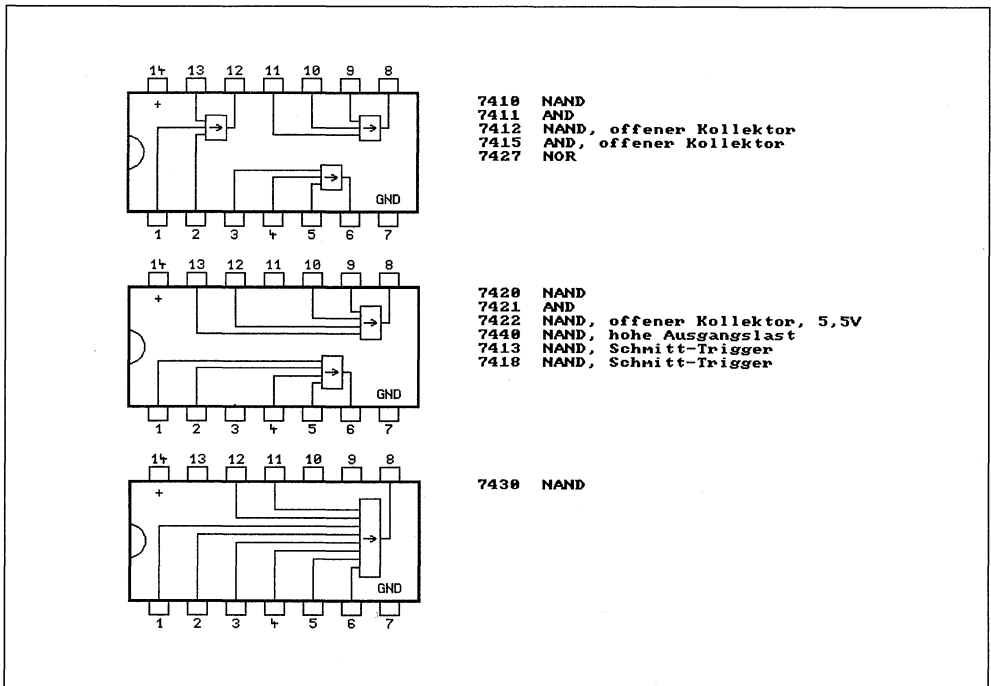 14 13 12 11 10 9 8
+
GND
1 2 3 4 5 6 7
7410 NAND
7411 AND
7412 NAND, offener Kollektor
7415 AND, offener Kollektor
7427 NOR
14 13 12 11 10 9 8
+
GND
1 2 3 4 5 6 7
7420 NAND
7421 AND
7422 NAND, offener Kollektor, 5,5V
7440 NAND, hohe Ausgangslast
7413 NAND, Schmitt-Trigger
7418 NAND, Schmitt-Trigger
14 13 12 11 10 9 8
+
GND
1 2 3 4 5 6 7
7430 NAND